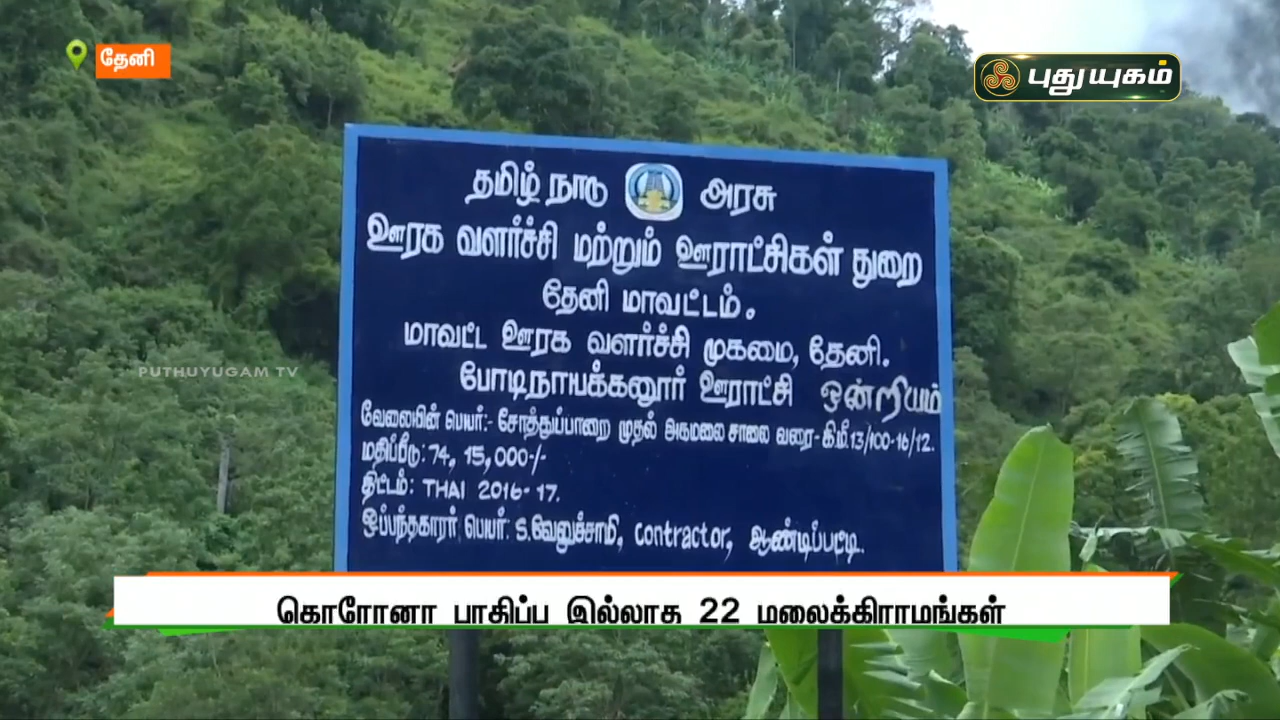 தேனி
புதுயுகம்
தமிழ் நாடு அரசு
ஊரக வளர்ச்சி மற்றும் ஊராட்சிகள் துறை
தேனி மாவட்டம்.
மாவட்ட ஊரக வளர்ச்சி முகமை, தேனி.
போடிநாயக்கனூர் ஊராட்சி ஒன்றியம்
வேலையின் பெயர்:- சோத்துப்பாறை முதல் அகமலை சாலை வரை- கி.மீ.13/100-16/12.
மதிப்பீடு: 74, 15,000-/-
திட்டம்: THAI 2016-17.
ஒப்பந்தகாரர் பெயர்: S.வேலுச்சாமி, contractor, ஆண்டிப்பட்டி.
PUTHUYUGAM TV
கொரோனா பாதிப்பு இல்லாத 22 மலைக்கிராமங்கள்